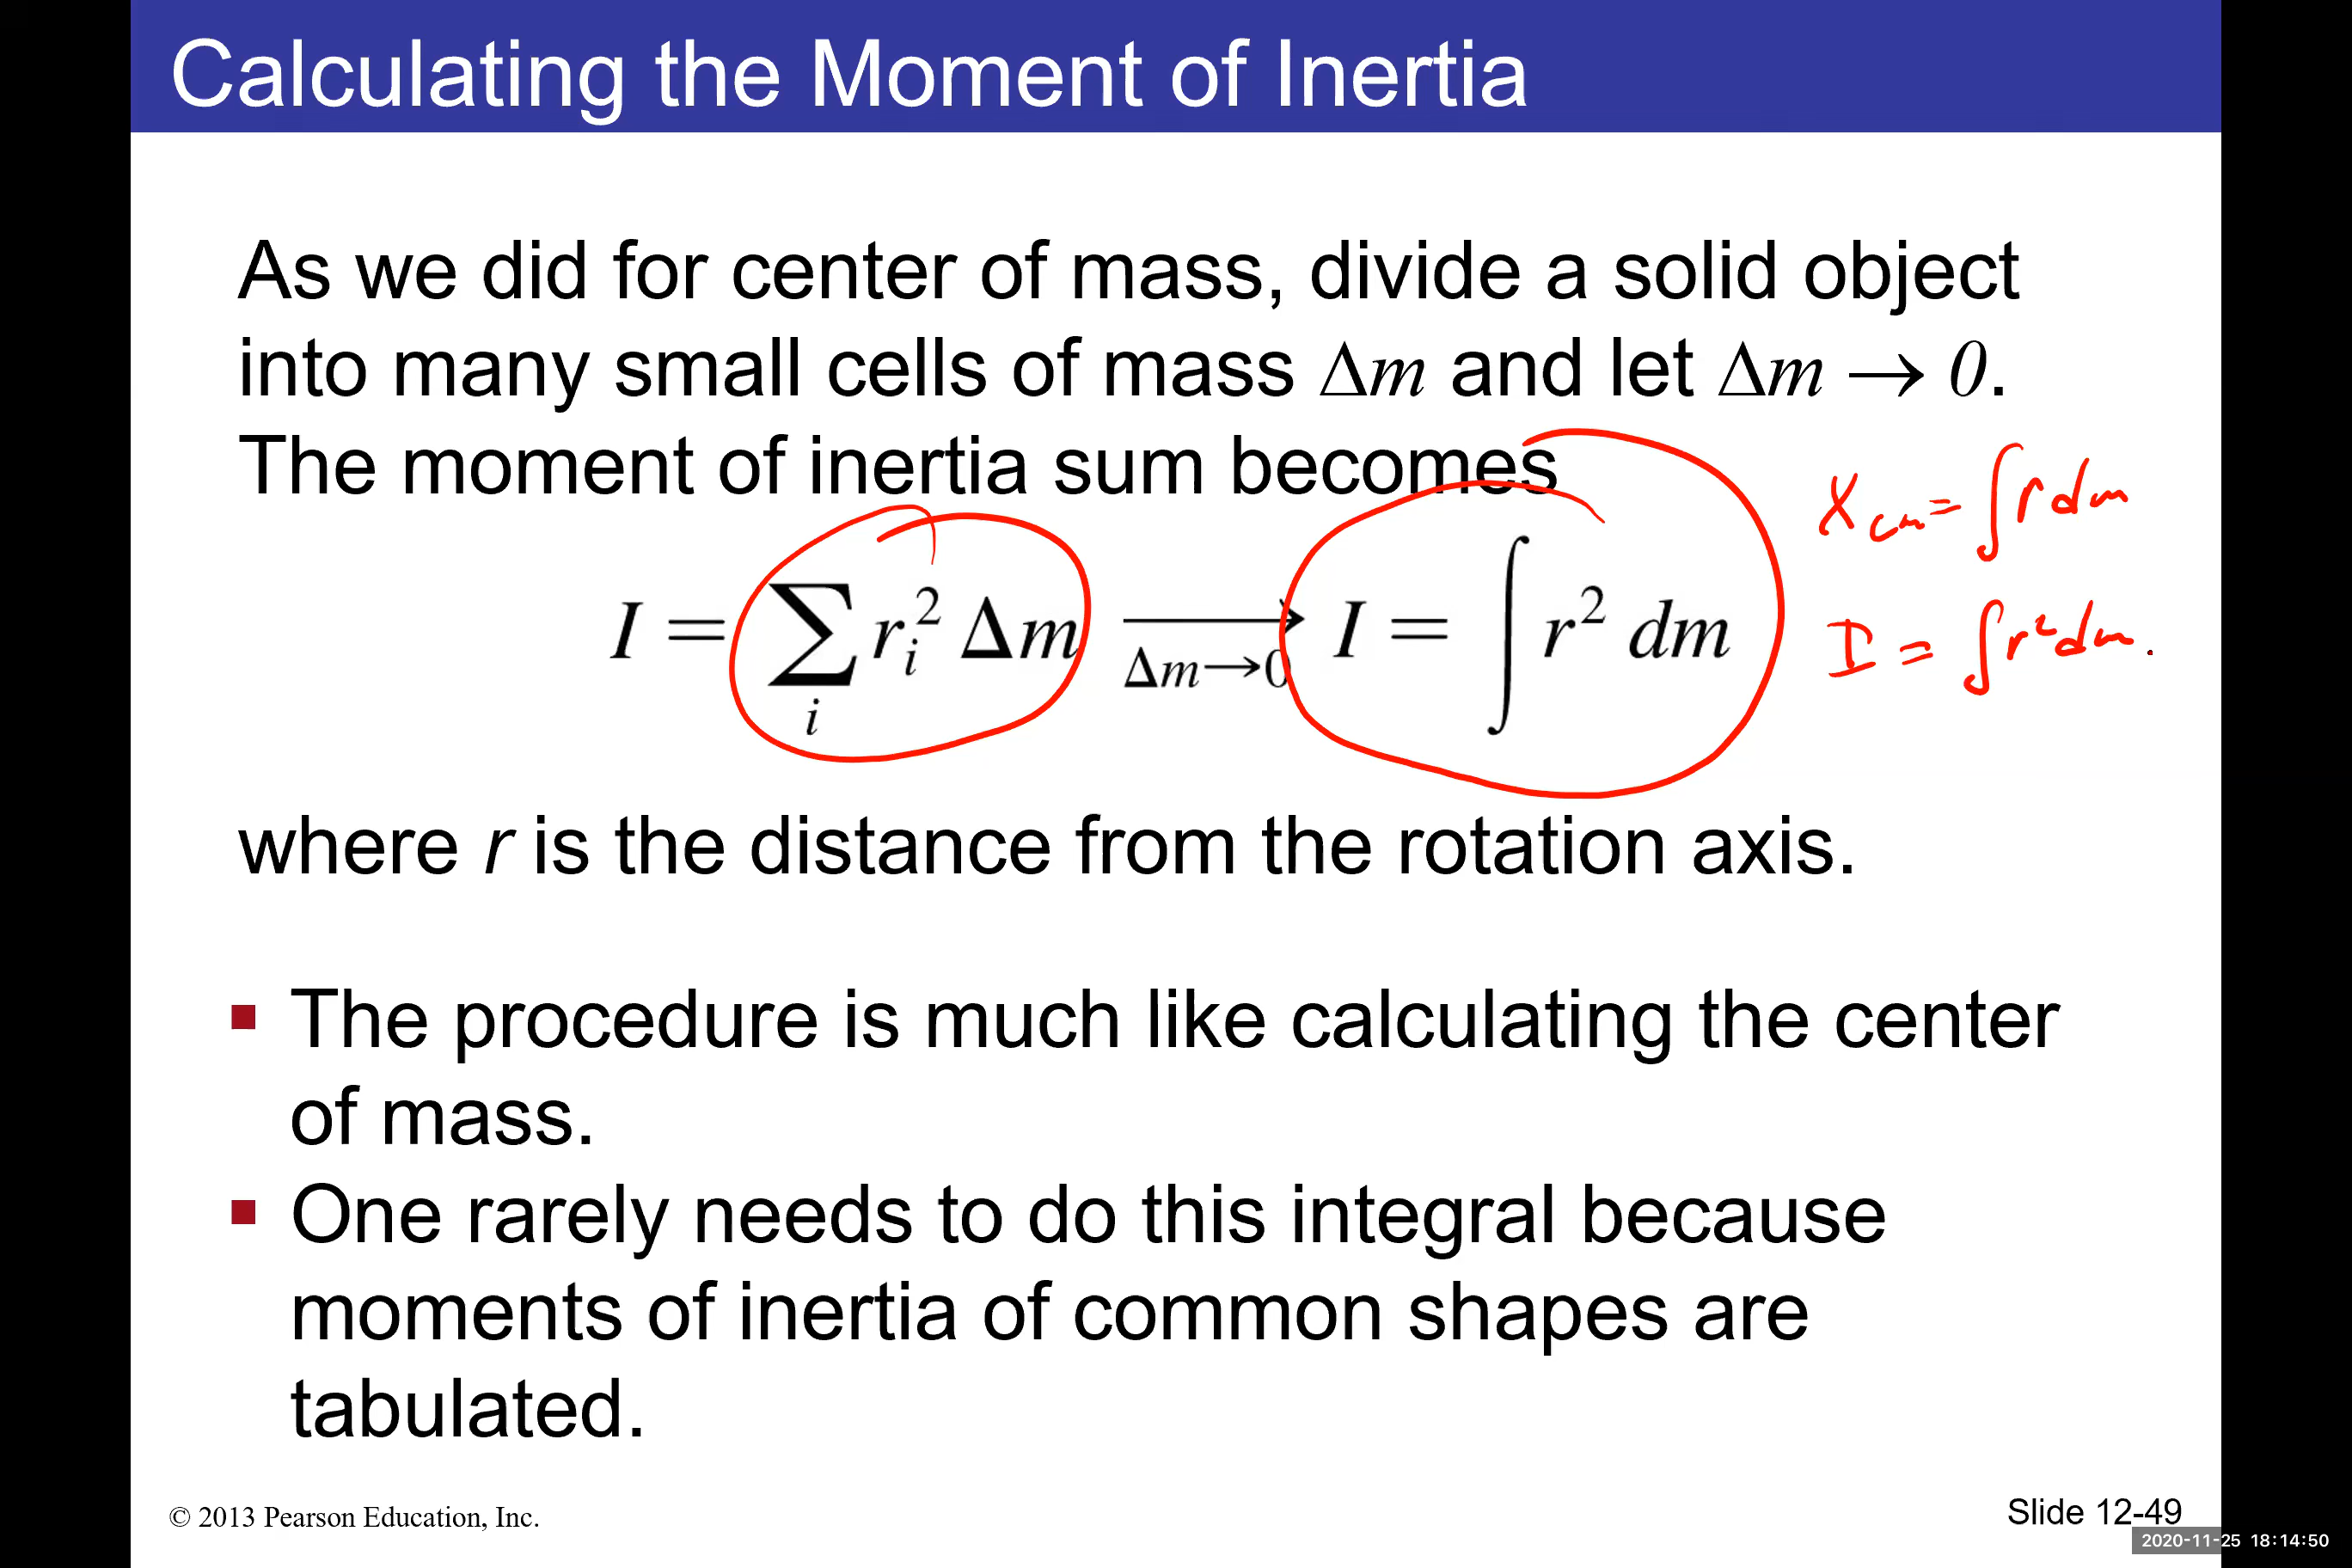 Calculating the Moment of Inertia
As we did for center of mass, divide a solid object
into many small cells of mass Δm and let Δm → 0.
The moment of inertia sum becomes
X cm = ∫ r dm
I = ∑ i r i ² Δm → Δm→0 I = ∫ r² dm
I = ∫ r² dm.
where r is the distance from the rotation axis.
▪ The procedure is much like calculating the center
of mass.
▪ One rarely needs to do this integral because
moments of inertia of common shapes are
tabulated.
© 2013 Pearson Education, Inc.
Slide 12-49
2020-11-25 18:14:50